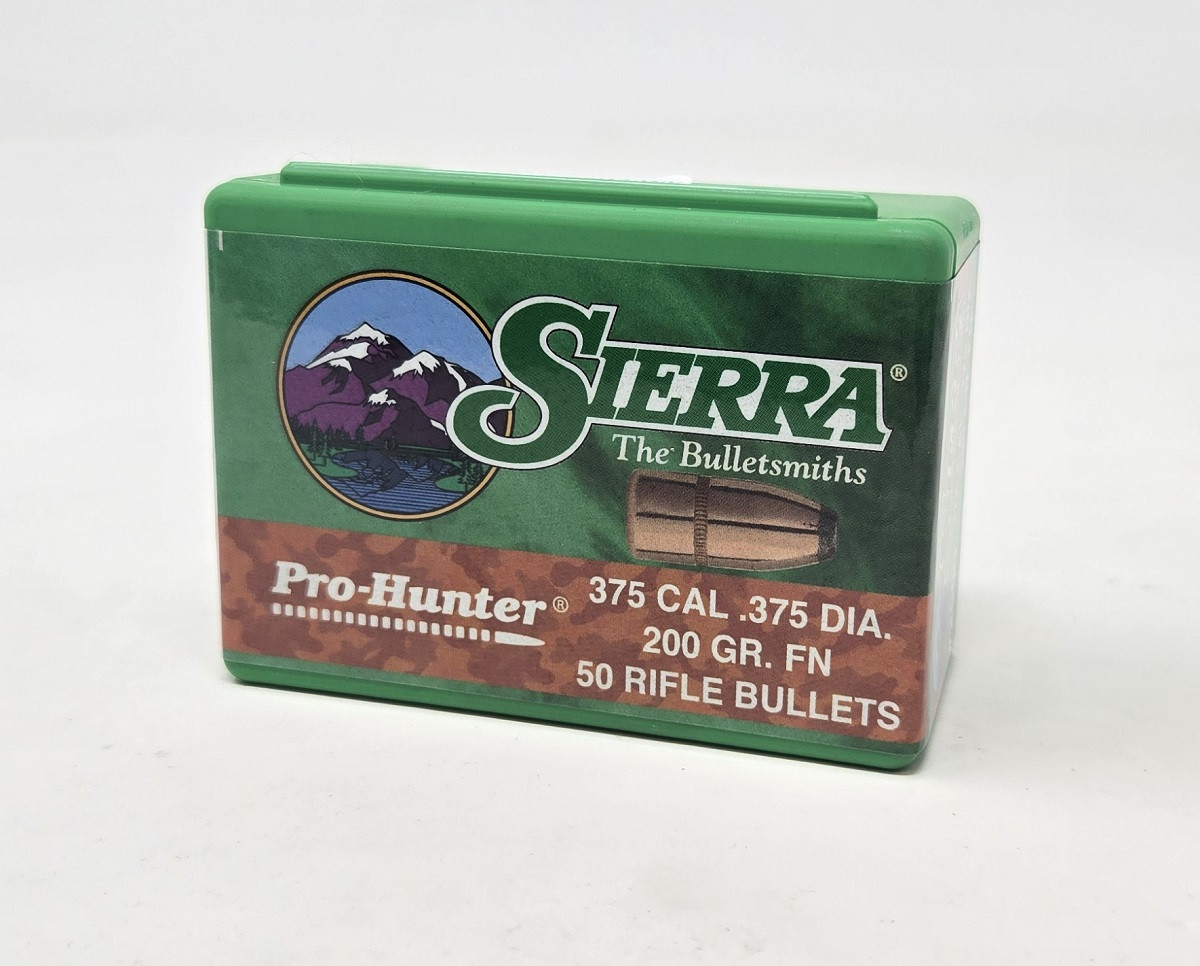 SIERRA®
The Bulletsmiths
Pro-Hunter®
375 CAL .375 DIA.
200 GR. FN
50 RIFLE BULLETS